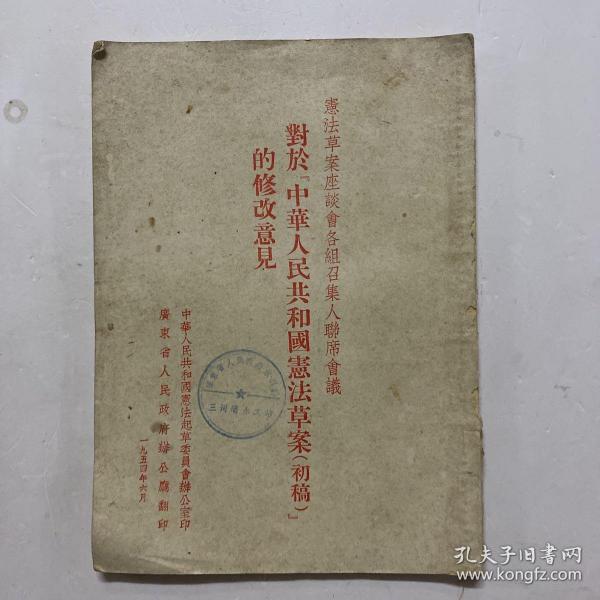 憲法草案座談會各組召集人聯席會議
對於『中華人民共和國憲法草案(初稿)』
的修改意見
中華人民共和國憲法起草委員會辦公室印
廣東省人民政府辦公廳翻印
一九五四年六月
孔夫子旧书网
www.kongfz.com